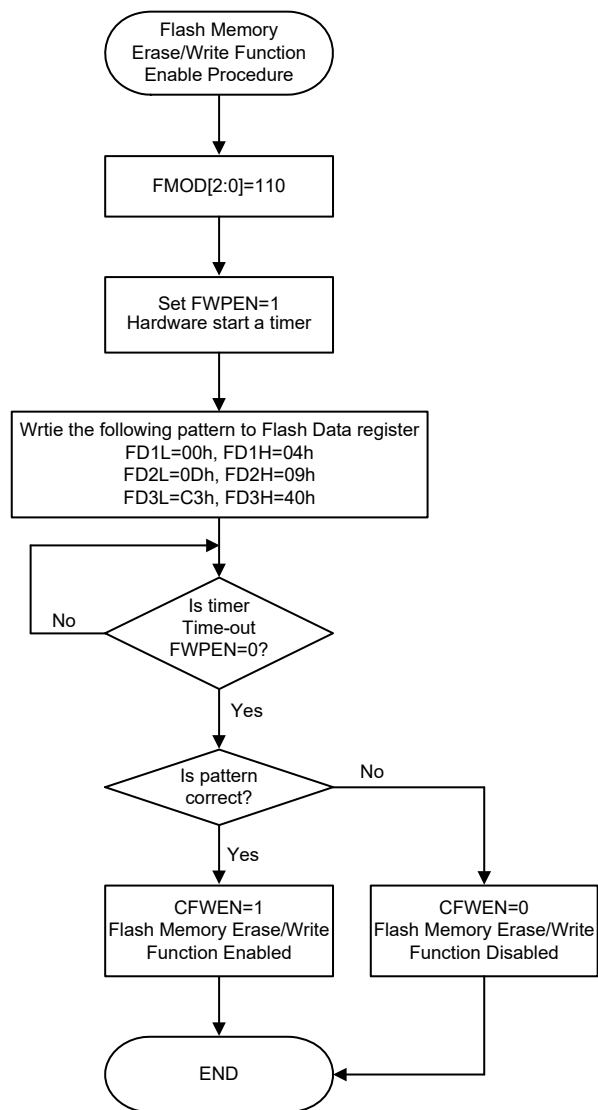 Flash Memory
Erase/Write Function
Enable Procedure
FMOD[2:0]=110
Set FWPEN=1
Hardware start a timer
Wrtie the following pattern to Flash Data register
FD1L=00h, FD1H=04h
FD2L=0Dh, FD2H=09h
FD3L=C3h, FD3H=40h
Is timer
Time-out
FWPEN=0?
No
Yes
Is pattern
correct?
No
Yes
CFWEN=1
Flash Memory Erase/Write
Function Enabled
CFWEN=0
Flash Memory Erase/Write
Function Disabled
END